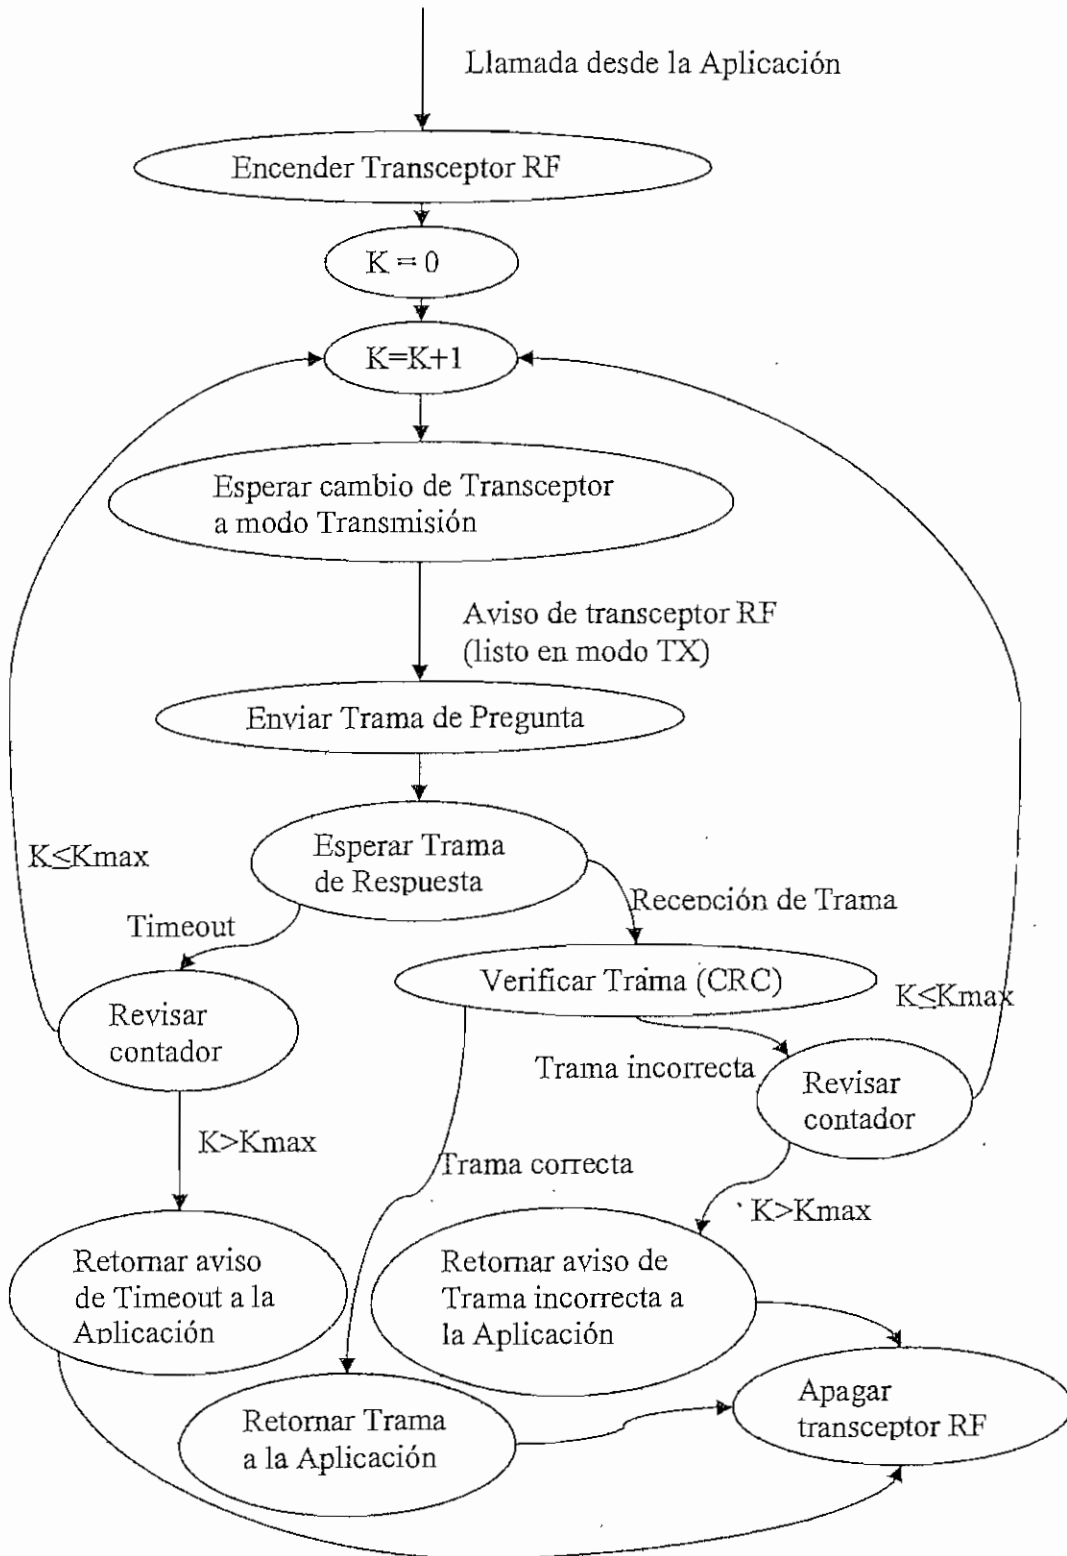 Llamada desde la Aplicación
Encender Transceptor RF
K = 0
K=K+1
Esperar cambio de Transceptor
a modo Transmisión
Aviso de transceptor RF
(listo en modo TX)
Enviar Trama de Pregunta
Esperar Trama
de Respuesta
K≤Kmax
Timeout
Recepción de Trama
Verificar Trama (CRC)
K≤Kmax
Revisar
contador
Trama incorrecta
Revisar
contador
K>Kmax
Trama correcta
K>Kmax
Retornar aviso
de Timeout a la
Aplicación
Retornar aviso de
Trama incorrecta a
la Aplicación
Retornar Trama
a la Aplicación
Apagar
transceptor RF